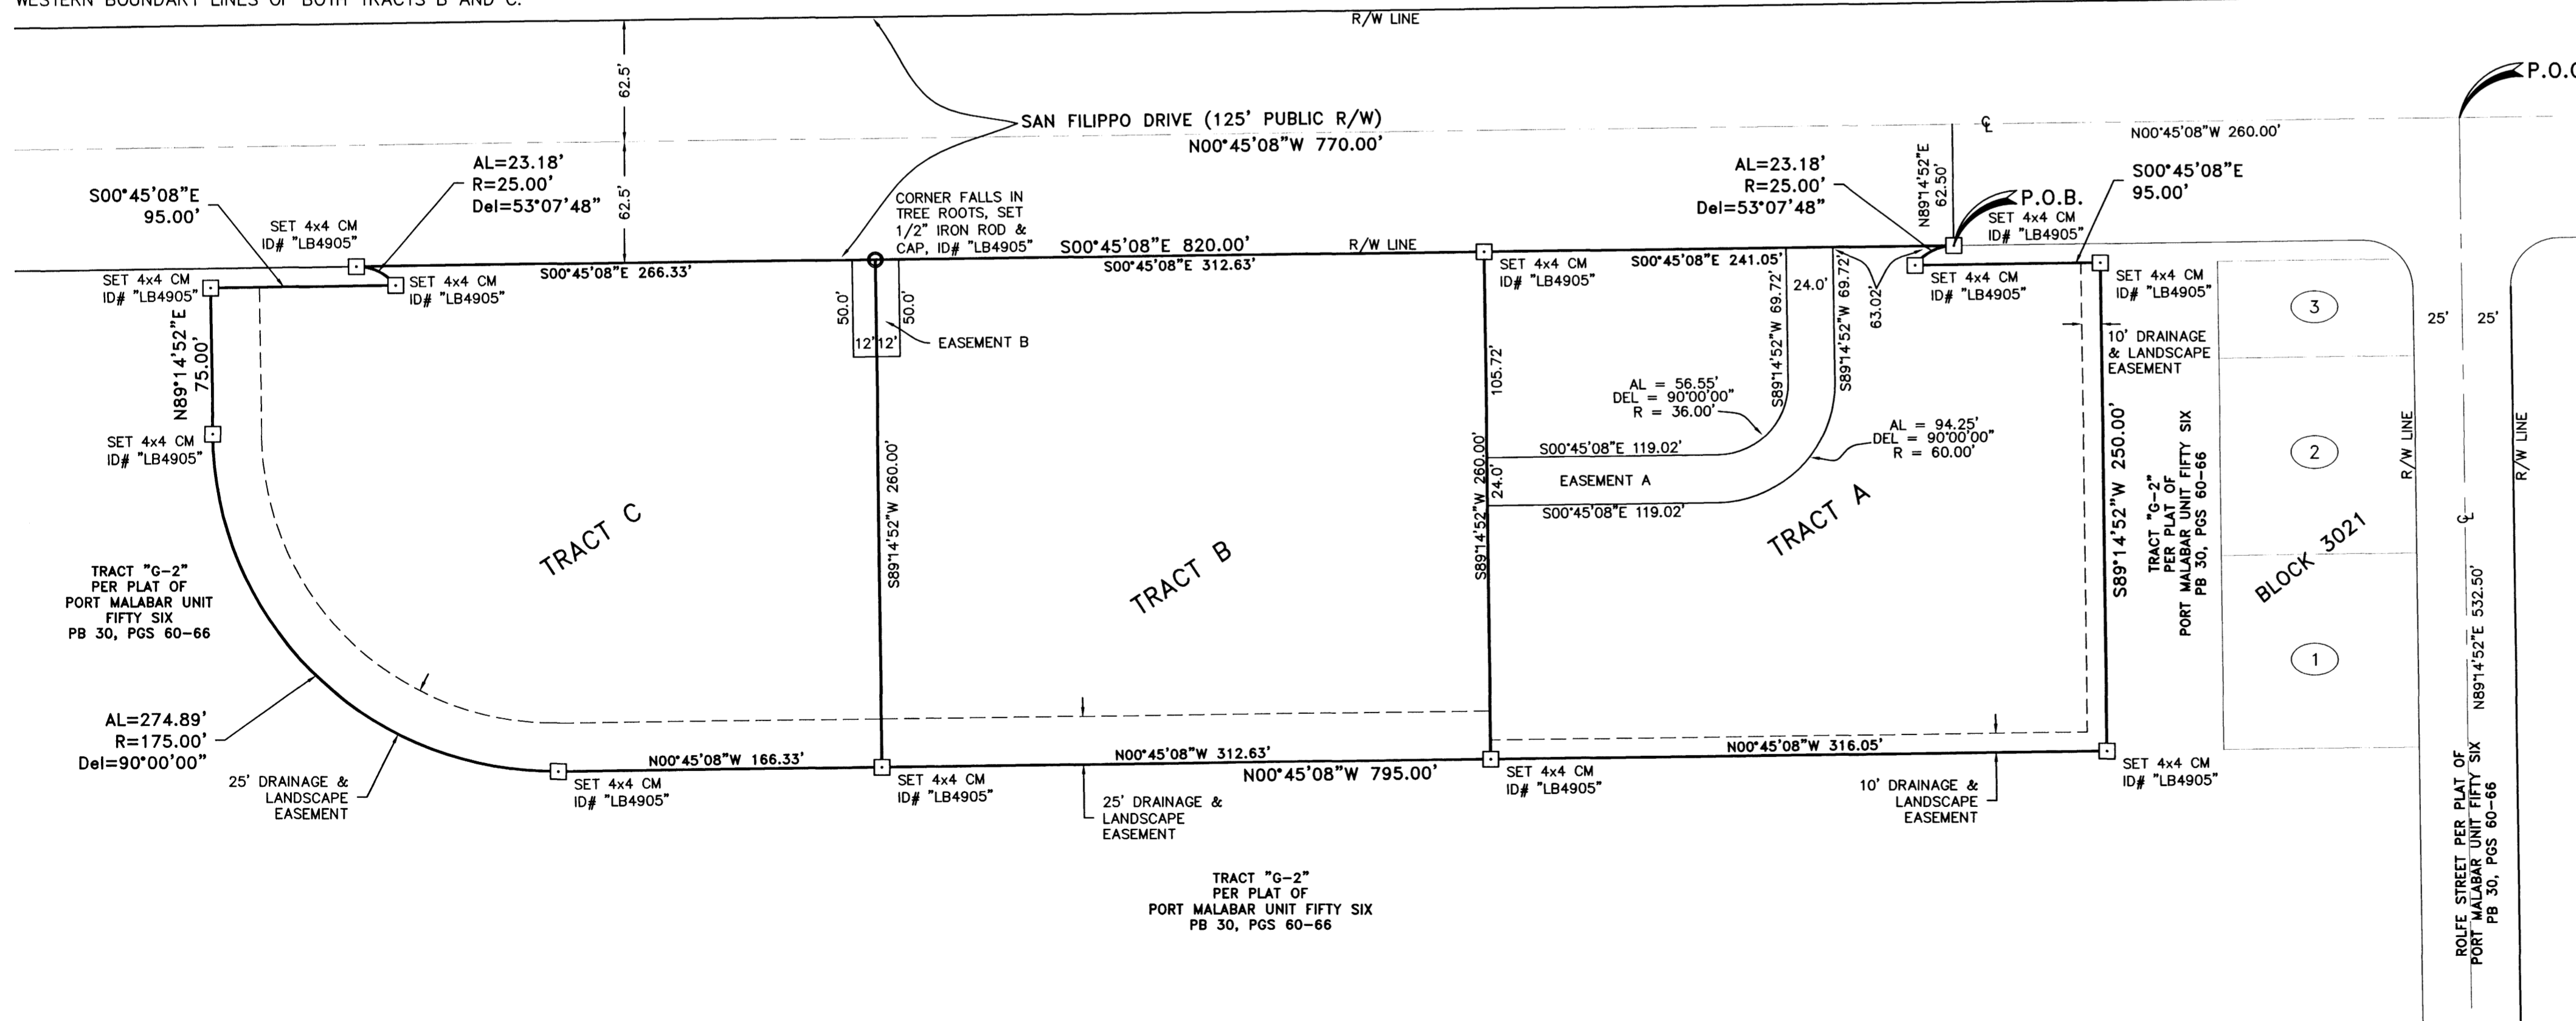 WESTERN BOUNDARY LINES OF BOTH TRACTS B AND C.
R/W LINE
62.5'
62.5'
SAN FILIPPO DRIVE (125' PUBLIC R/W)
N00°45'08"W 770.00'
℄
N00°45'08"W 260.00'
P.O.C
N89°14'52"E
62.50'
P.O.B.
SET 4x4 CM
ID# "LB4905"
S00°45'08"E
95.00'
AL=23.18'
R=25.00'
Del=53°07'48"
S00°45'08"E
95.00'
AL=23.18'
R=25.00'
Del=53°07'48"
SET 4x4 CM
ID# "LB4905"
SET 4x4 CM
ID# "LB4905"
SET 4x4 CM
ID# "LB4905"
CORNER FALLS IN
TREE ROOTS, SET
1/2" IRON ROD &
CAP, ID# "LB4905"
S00°45'08"E 820.00'
R/W LINE
S00°45'08"E 266.33'
S00°45'08"E 312.63'
S00°45'08"E 241.05'
SET 4x4 CM
ID# "LB4905"
SET 4x4 CM
ID# "LB4905"
SET 4x4 CM
ID# "LB4905"
N89°14'52"E
75.00'
SET 4x4 CM
ID# "LB4905"
50.0'
50.0'
12'
12'
EASEMENT B
105.72'
S89°14'52"W 69.72'
24.0'
S89°14'52"W 69.72'
63.02'
10' DRAINAGE
& LANDSCAPE
EASEMENT
AL = 56.55'
DEL = 90°00'00"
R = 36.00'
AL = 94.25'
DEL = 90°00'00"
R = 60.00'
S00°45'08"E 119.02'
EASEMENT A
24.0'
S00°45'08"E 119.02'
S89°14'52"W 260.00'
S89°14'52"W 260.00'
S89°14'52"W 250.00'
TRACT C
TRACT B
TRACT A
TRACT "G-2"
PER PLAT OF
PORT MALABAR UNIT FIFTY SIX
PB 30, PGS 60-66
3
2
1
BLOCK 3021
25'
25'
R/W LINE
R/W LINE
℄
N89°14'52"E 532.50'
ROLFE STREET PER PLAT OF
PORT MALABAR UNIT FIFTY SIX
PB 30, PGS 60-66
TRACT "G-2"
PER PLAT OF
PORT MALABAR UNIT
FIFTY SIX
PB 30, PGS 60-66
AL=274.89'
R=175.00'
Del=90°00'00"
25' DRAINAGE &
LANDSCAPE
EASEMENT
N00°45'08"W 166.33'
N00°45'08"W 312.63'
N00°45'08"W 316.05'
N00°45'08"W 795.00'
SET 4x4 CM
ID# "LB4905"
SET 4x4 CM
ID# "LB4905"
SET 4x4 CM
ID# "LB4905"
SET 4x4 CM
ID# "LB4905"
25' DRAINAGE &
LANDSCAPE
EASEMENT
10' DRAINAGE &
LANDSCAPE
EASEMENT
TRACT "G-2"
PER PLAT OF
PORT MALABAR UNIT FIFTY SIX
PB 30, PGS 60-66